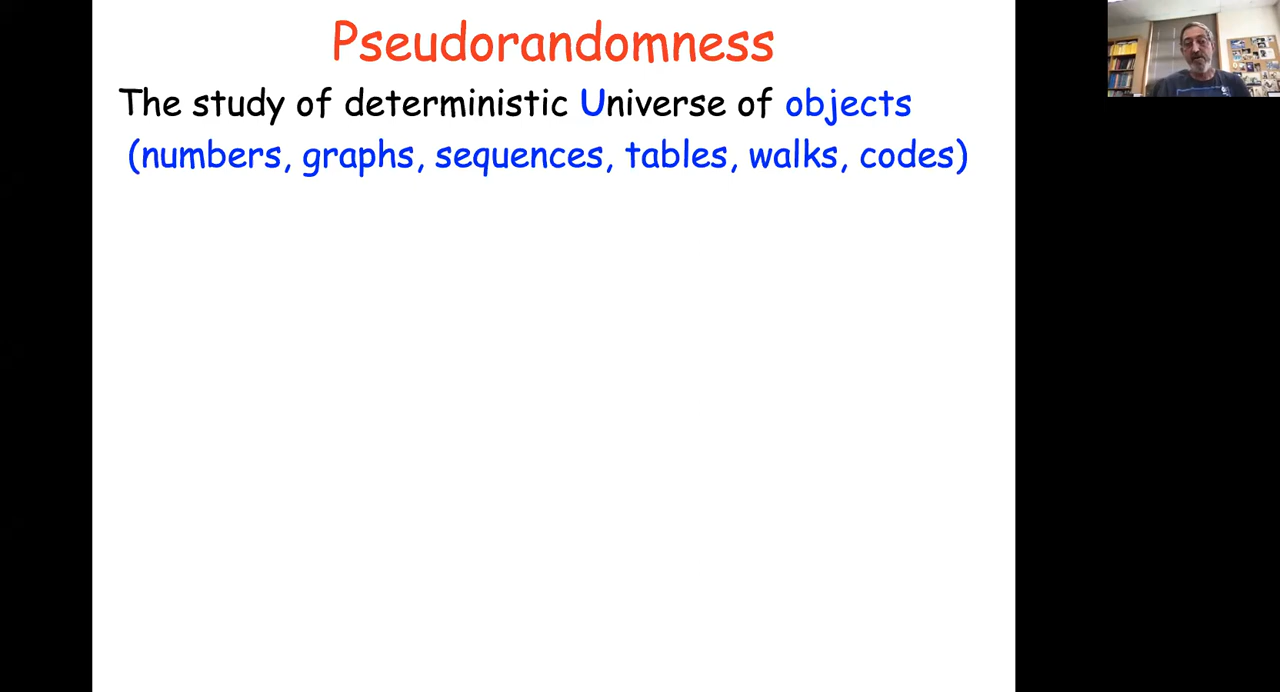 Pseudorandomness
The study of deterministic Universe of objects
(numbers, graphs, sequences, tables, walks, codes)